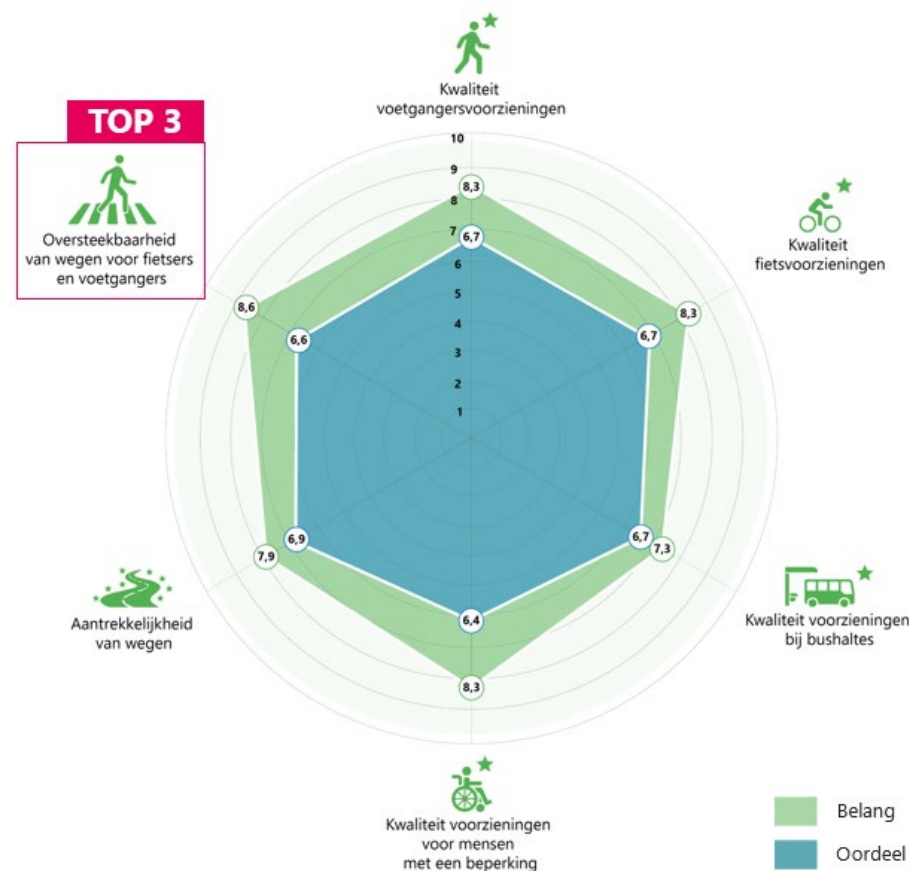 Kwaliteit
voetgangersvoorzieningen
TOP 3
Oversteekbaarheid
van wegen voor fietsers
en voetgangers
Kwaliteit
fietsvoorzieningen
10
9
8,3
8
7
6,7
6
5
4
3
2
1
8,6
6,6
8,3
6,7
6,9
7,9
6,7
7,3
6,4
8,3
Aantrekkelijkheid
van wegen
Kwaliteit voorzieningen
bij bushaltes
Kwaliteit voorzieningen
voor mensen
met een beperking
Belang
Oordeel